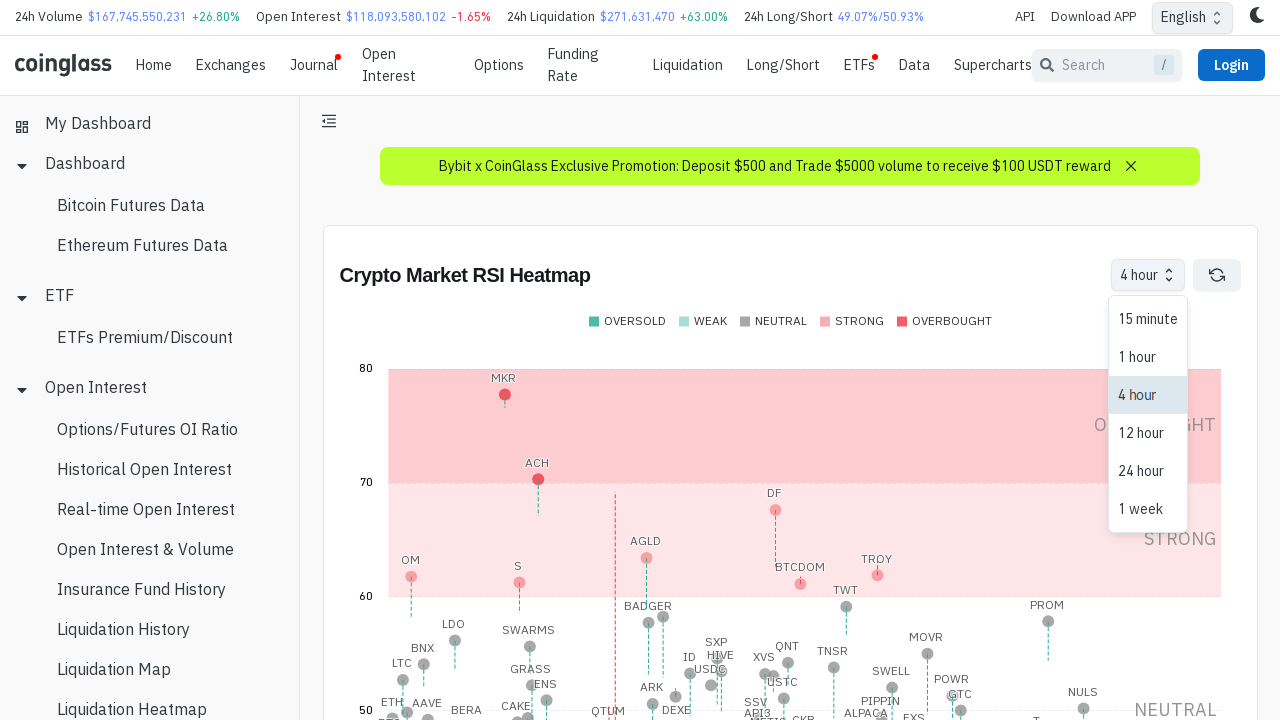 24h Volume $167,745,550,231 +26.80% Open Interest $118,093,580,102 -1.65% 24h Liquidation $271,631,470 +63.00% 24h Long/Short 49.07%/50.93% API Download APP English
coinglass Home Exchanges Journal Open Interest Options Funding Rate Liquidation Long/Short ETFs Data Supercharts Search / Login
My Dashboard
Dashboard
Bitcoin Futures Data
Ethereum Futures Data
ETF
ETFs Premium/Discount
Open Interest
Options/Futures OI Ratio
Historical Open Interest
Real-time Open Interest
Open Interest & Volume
Insurance Fund History
Liquidation History
Liquidation Map
Liquidation Heatmap
Bybit x CoinGlass Exclusive Promotion: Deposit $500 and Trade $5000 volume to receive $100 USDT reward
Crypto Market RSI Heatmap
4 hour
15 minute
1 hour
4 hour
12 hour
24 hour
1 week
OVERSOLD WEAK NEUTRAL STRONG OVERBOUGHT
80
MKR
ACH
70
DF
STRONG
AGLD
OM
S
BTCDOM
TROY
60
TWT
BADGER
PROM
LDO
SWARMS
MOVR
SXP
BNX
HIVE
QNT
TNSR
LTC
ID
XVS
GRASS
USDC
SWELL
ENS
USTC
POWR
ARK
GTC
NULS
ETH
AAVE
BERA
CAKE
QTUM
DEXE
SSV
PIPPIN
ALPACA
50
NEUTRAL